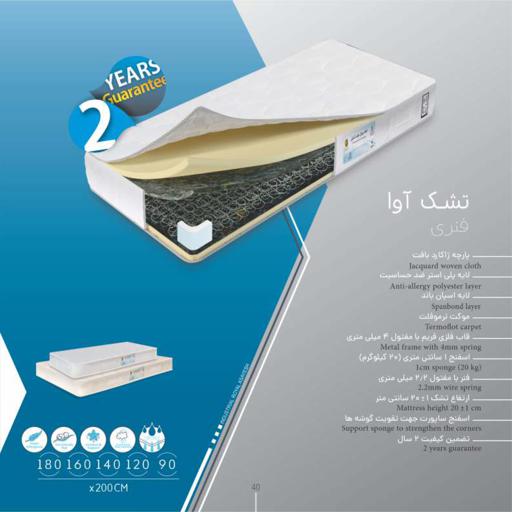 2 YEARS
Guarantee
تشک آوا
فنری
پارچه ژاکارد بافت
Jacquard woven cloth
لایه پلی استر ضد حساسیت
Anti-allergy polyester layer
لایه اسپان باند
Spanbond layer
موکت ترموفلت
Termoflot carpet
قاب فلزی فریم با مفتول ۴ میلی متری
Metal frame with 4mm spring
اسفنج ۱ سانتی متری (۲۰ کیلوگرم)
1cm sponge (20 kg)
فنر با مفتول ۲/۲ میلی متری
2.2mm wire spring
ارتفاع تشک ۱ ± ۲۰ سانتی متر
Mattress height 20 ±1 cm
اسفنج ساپورت جهت تقویت گوشه ها
Support sponge to strengthen the corners
تضمین کیفیت ۲ سال
2 years guarantee
180 160 140 120 90
x200CM
40